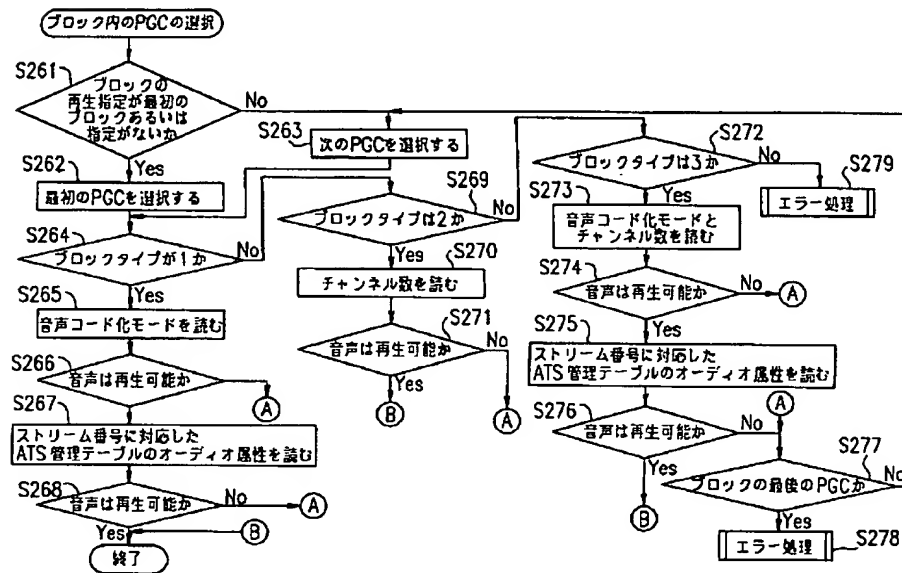 ブロック内のPGCの選択
S261
ブロックの
再生指定が最初の
ブロックあるいは
指定がないか
No
Yes
S262
最初のPGCを選択する
S263
次のPGCを選択する
S264
ブロックタイプが1か
No
Yes
S265
音声コード化モードを読む
S266
音声は再生可能か
A
S267
ストリーム番号に対応した
ATS管理テーブルのオーディオ属性を読む
S268
音声は再生可能か
No
A
Yes
B
終了
S269
ブロックタイプは2か
No
Yes
S270
チャンネル数を読む
S271
音声は再生可能か
No
Yes
B
A
S272
ブロックタイプは3か
No
S279
エラー処理
Yes
S273
音声コード化モードと
チャンネル数を読む
S274
音声は再生可能か
No
A
Yes
S275
ストリーム番号に対応した
ATS管理テーブルのオーディオ属性を読む
S276
音声は再生可能か
No
A
Yes
B
S277
ブロックの最後のPGCか
No
Yes
エラー処理
S278